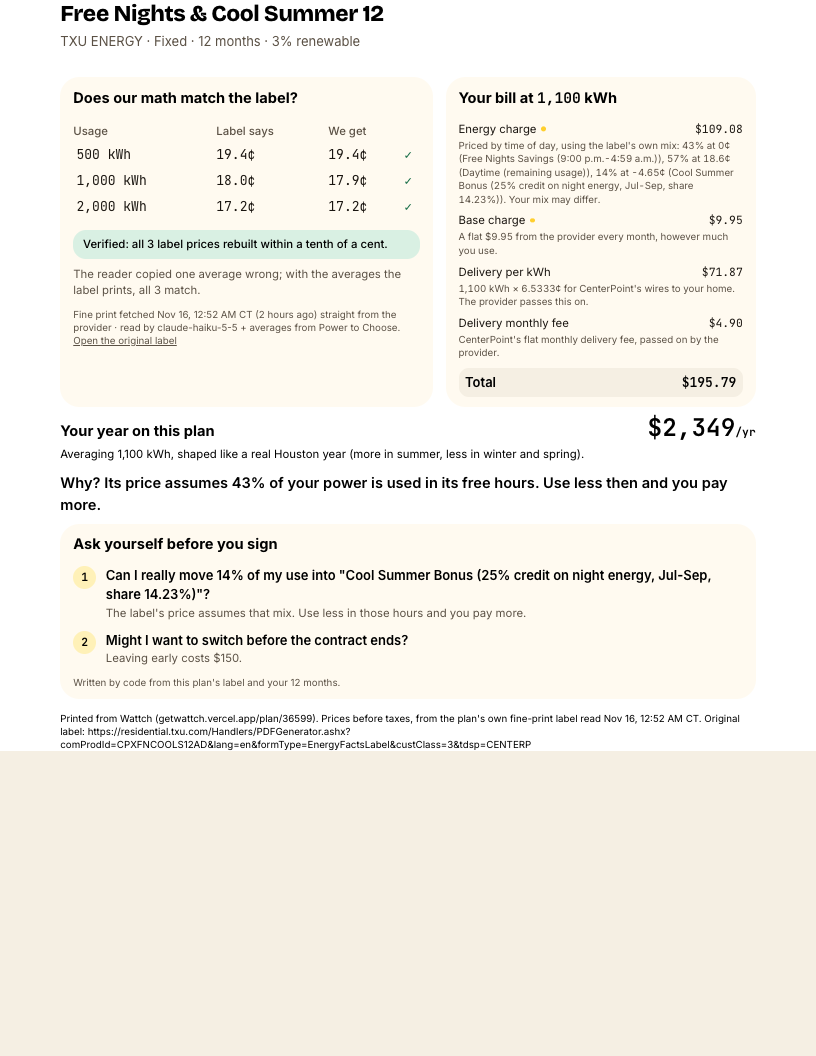 Free Nights & Cool Summer 12
TXU ENERGY · Fixed · 12 months · 3% renewable
Does our math match the label?
Usage Label says We get
500 kWh 19.4¢ 19.4¢ ✓
1,000 kWh 18.0¢ 17.9¢ ✓
2,000 kWh 17.2¢ 17.2¢ ✓
Verified: all 3 label prices rebuilt within a tenth of a cent.
The reader copied one average wrong; with the averages the
label prints, all 3 match.
Fine print fetched Nov 16, 12:52 AM CT (2 hours ago) straight from the
provider · read by claude-haiku-5-5 + averages from Power to Choose.
Open the original label
Your bill at 1,100 kWh
Energy charge $109.08
Priced by time of day, using the label's own mix: 43% at 0¢
(Free Nights Savings (9:00 p.m.-4:59 a.m.)), 57% at 18.6¢
(Daytime (remaining usage)), 14% at -4.65¢ (Cool Summer
Bonus (25% credit on night energy, Jul-Sep, share
14.23%)). Your mix may differ.
Base charge $9.95
A flat $9.95 from the provider every month, however much
you use.
Delivery per kWh $71.87
1,100 kWh × 6.5333¢ for CenterPoint's wires to your home.
The provider passes this on.
Delivery monthly fee $4.90
CenterPoint's flat monthly delivery fee, passed on by the
provider.
Total $195.79
Your year on this plan $2,349/yr
Averaging 1,100 kWh, shaped like a real Houston year (more in summer, less in winter and spring).
Why? Its price assumes 43% of your power is used in its free hours. Use less then and you pay
more.
Ask yourself before you sign
1 Can I really move 14% of my use into "Cool Summer Bonus (25% credit on night energy, Jul-Sep,
share 14.23%)"?
The label's price assumes that mix. Use less in those hours and you pay more.
2 Might I want to switch before the contract ends?
Leaving early costs $150.
Written by code from this plan's label and your 12 months.
Printed from Wattch (getwattch.vercel.app/plan/36599). Prices before taxes, from the plan's own fine-print label read Nov 16, 12:52 AM CT. Original
label: https://residential.txu.com/Handlers/PDFGenerator.ashx?
comProdId=CPXFNCOOLS12AD&lang=en&formType=EnergyFactsLabel&custClass=3&tdsp=CENTERP